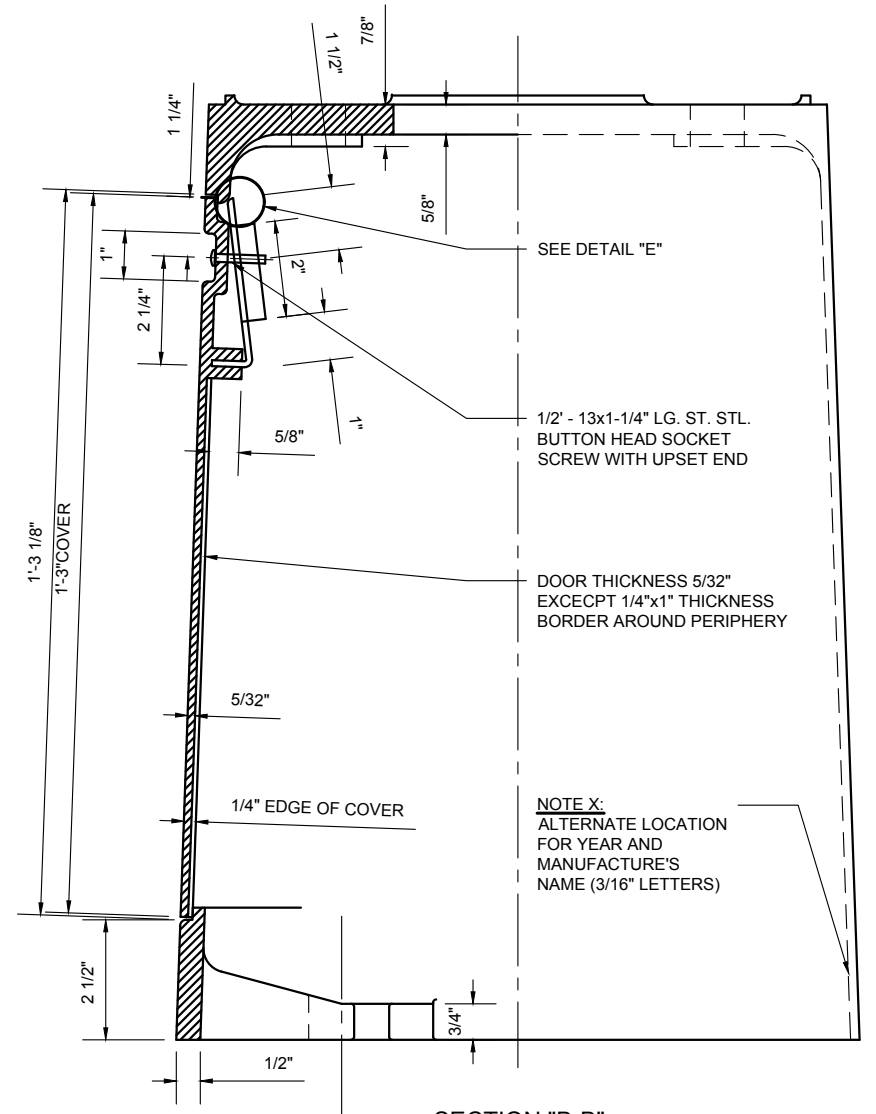 7/8"
1 1/2"
1 1/4"
5/8"
SEE DETAIL "E"
1"
2"
2 1/4"
1/2' - 13x1-1/4" LG. ST. STL.
BUTTON HEAD SOCKET
SCREW WITH UPSET END
1"
5/8"
1'-3 1/8"
1'-3"COVER
DOOR THICKNESS 5/32"
EXCECPT 1/4"x1" THICKNESS
BORDER AROUND PERIPHERY
5/32"
1/4" EDGE OF COVER
NOTE X:
ALTERNATE LOCATION
FOR YEAR AND
MANUFACTURE'S
NAME (3/16" LETTERS)
2 1/2"
3/4"
1/2"